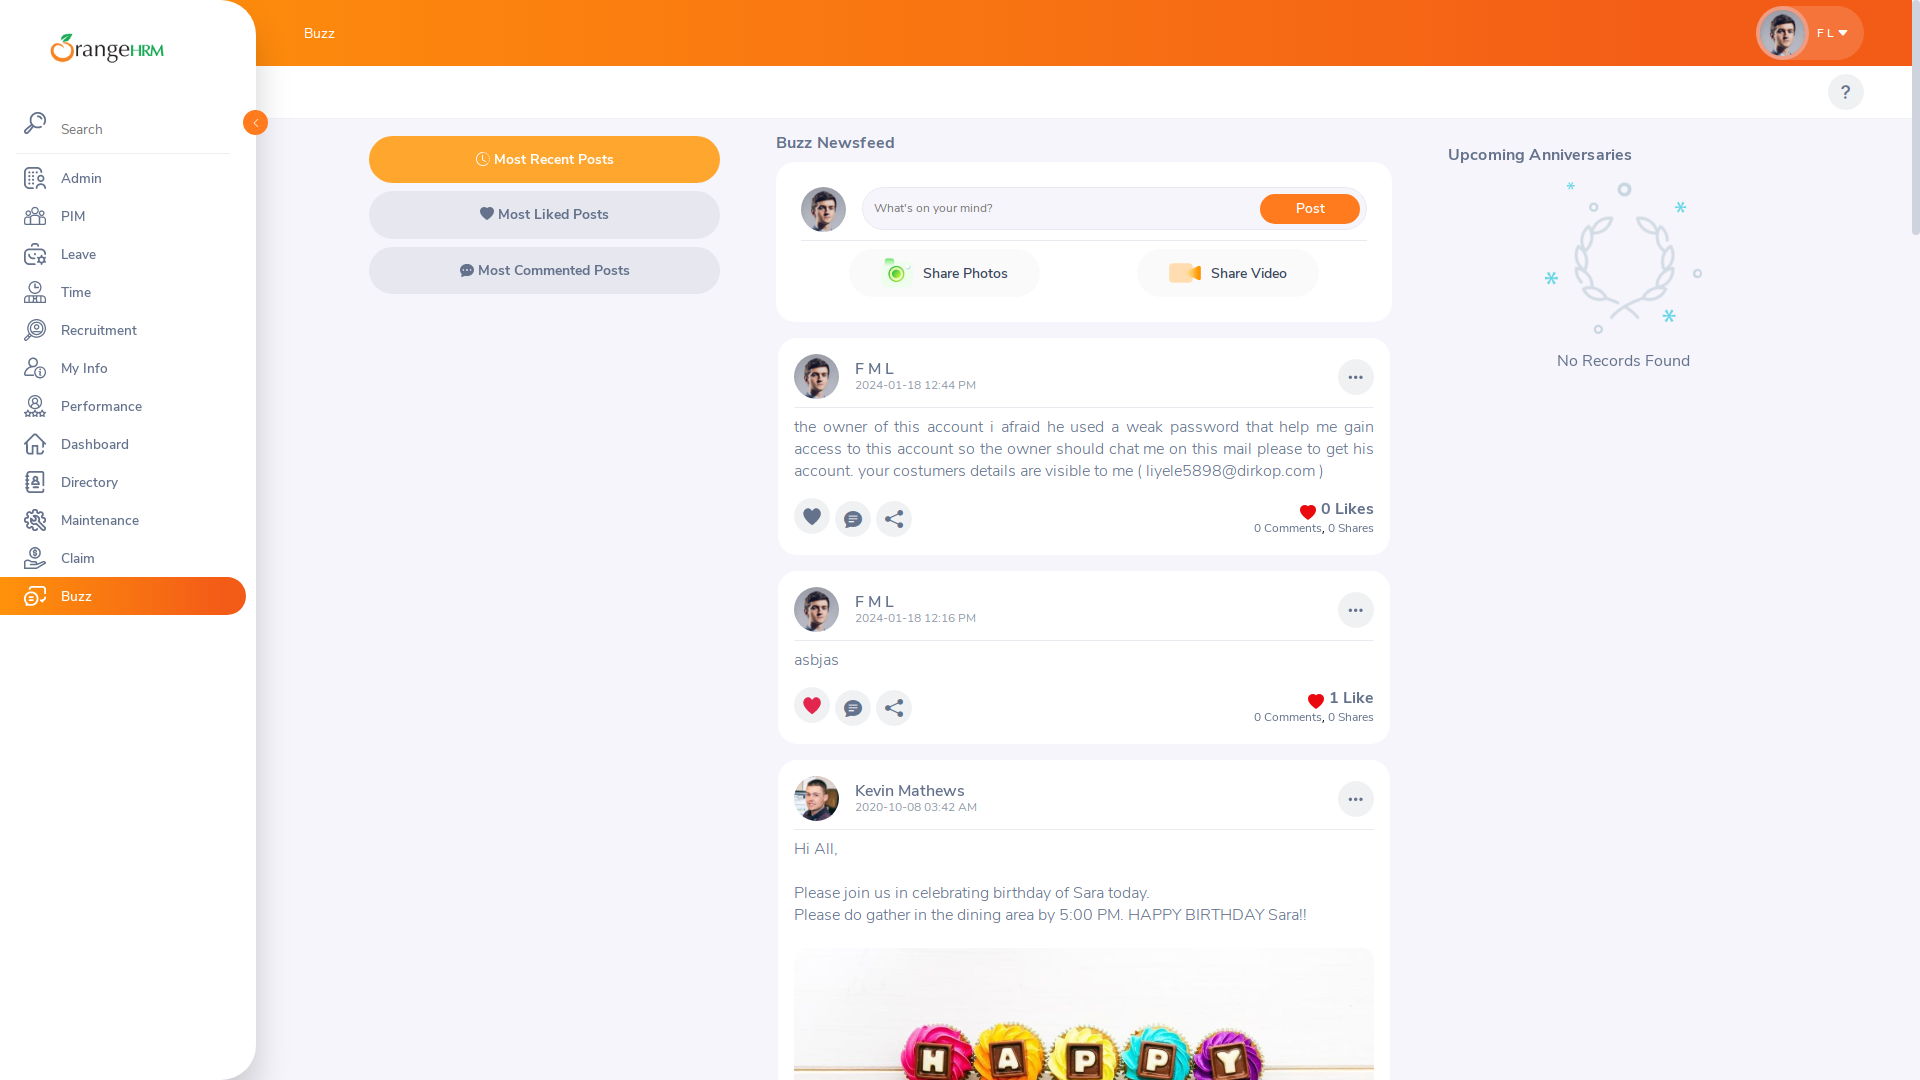 OrangeHRM
Buzz
F L
?
Search
Admin
PIM
Leave
Time
Recruitment
My Info
Performance
Dashboard
Directory
Maintenance
Claim
Buzz
Most Recent Posts
Most Liked Posts
Most Commented Posts
Buzz Newsfeed
What's on your mind?
Post
Share Photos
Share Video
F M L
2024-01-18 12:44 PM
the owner of this account i afraid he used a weak password that help me gain
access to this account so the owner should chat me on this mail please to get his
account. your costumers details are visible to me ( liyele5898@dirkop.com )
0 Likes
0 Comments, 0 Shares
F M L
2024-01-18 12:16 PM
asbjas
1 Like
0 Comments, 0 Shares
Kevin Mathews
2020-10-08 03:42 AM
Hi All,
Please join us in celebrating birthday of Sara today.
Please do gather in the dining area by 5:00 PM. HAPPY BIRTHDAY Sara!!
HAPPY
Upcoming Anniversaries
No Records Found